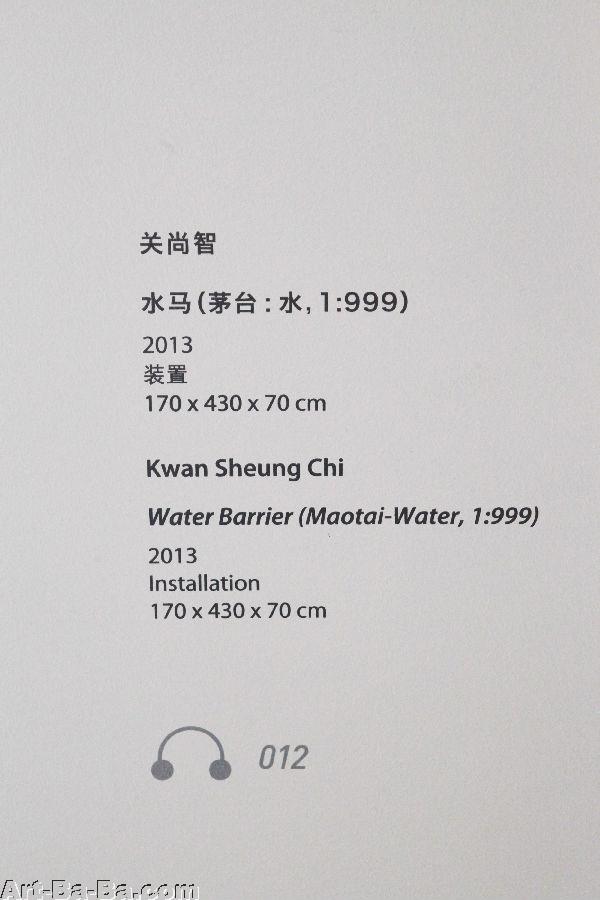 关尚智
水马(茅台:水, 1:999)
2013
装置
170 x 430 x 70 cm
Kwan Sheung Chi
Water Barrier (Maotai-Water, 1:999)
2013
Installation
170 x 430 x 70 cm
012
Art-Ba-Ba.com